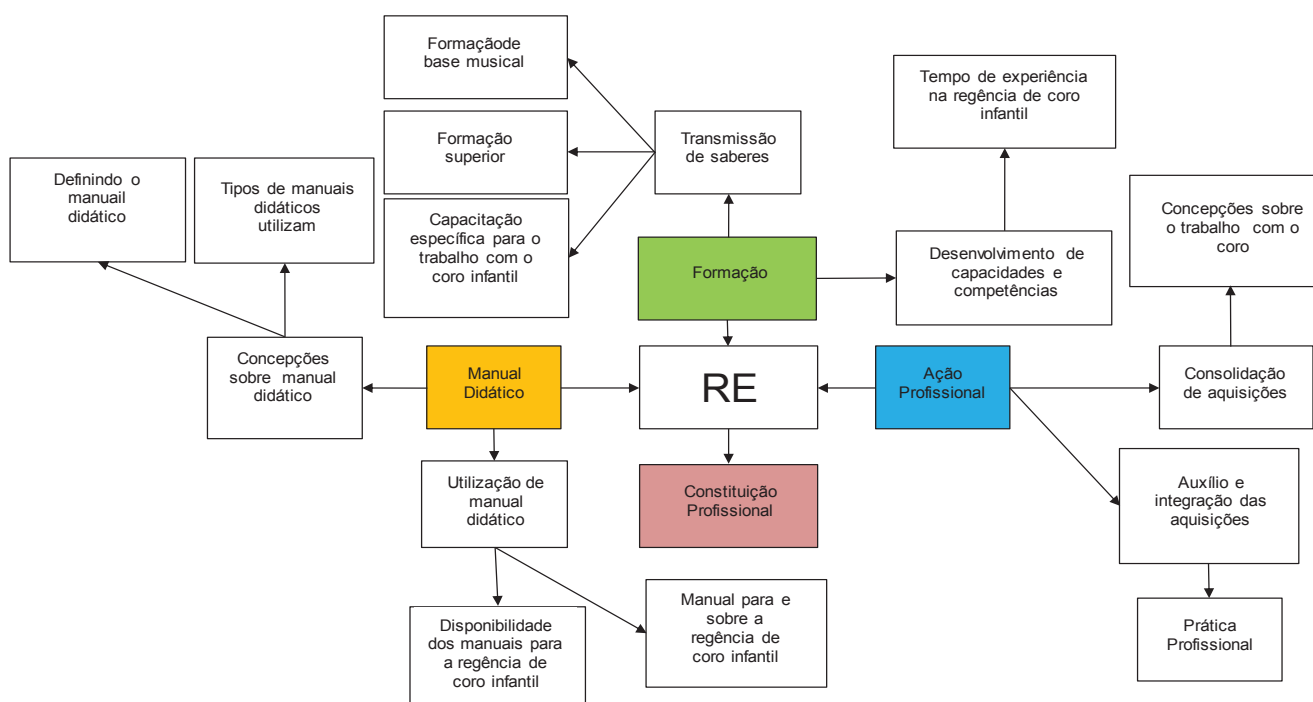 Formaçãode
base musical
Tempo de experiência
na regência de coro
infantil
Formação
superior
Transmissão
de saberes
Definindo o
manuail
didático
Tipos de manuais
didáticos
utilizam
Concepções sobre
o trabalho com o
coro
Capacitação
específica para o
trabalho com o
coro infantil
Formação
Desenvolvimento de
capacidades e
competências
Concepções
sobre manual
didático
Manual
Didático
RE
Ação
Profissional
Consolidação
de aquisições
Utilização de
manual
didático
Constituição
Profissional
Auxílio e
integração das
aquisições
Disponibilidade
dos manuais para
a regência de
coro infantil
Manual para e
sobre a
regência de
coro infantil
Prática
Profissional